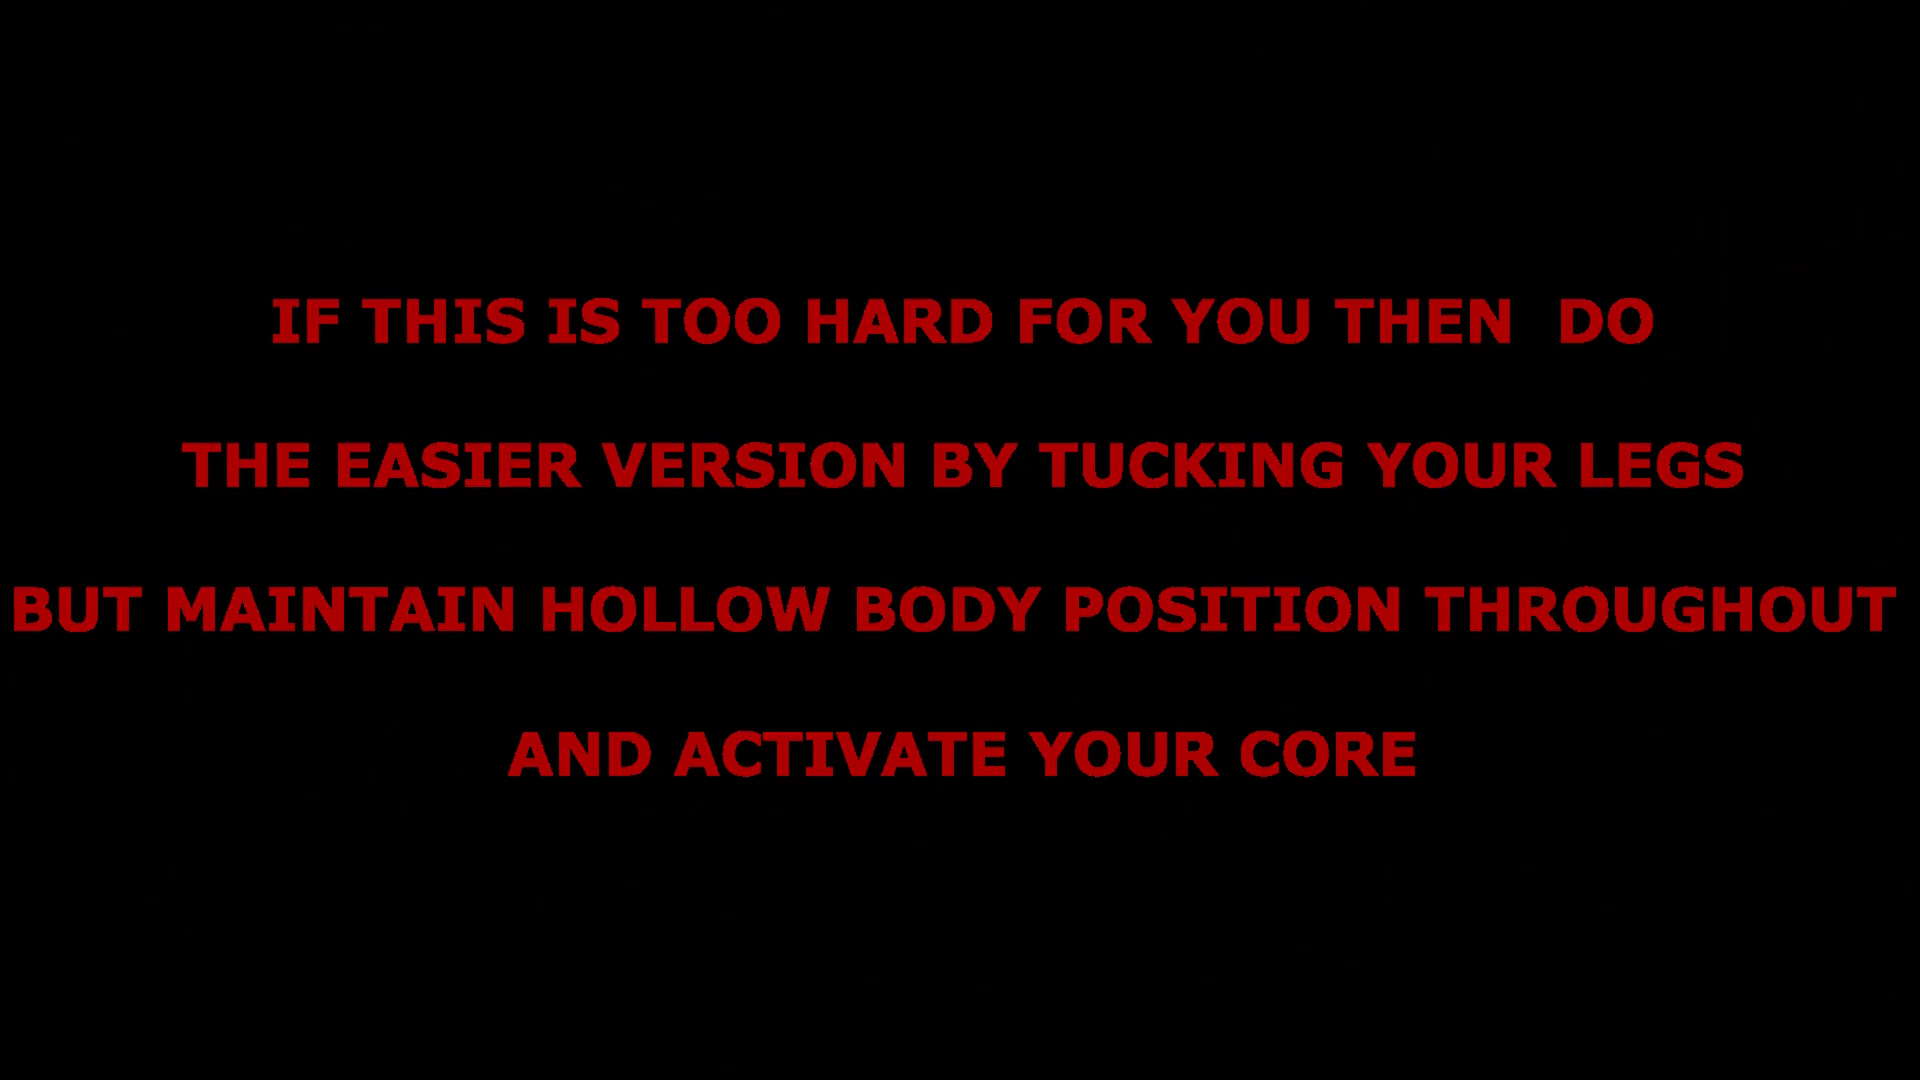 IF THIS IS TOO HARD FOR YOU THEN  DO
THE EASIER VERSION BY TUCKING YOUR LEGS
BUT MAINTAIN HOLLOW BODY POSITION THROUGHOUT
AND ACTIVATE YOUR CORE